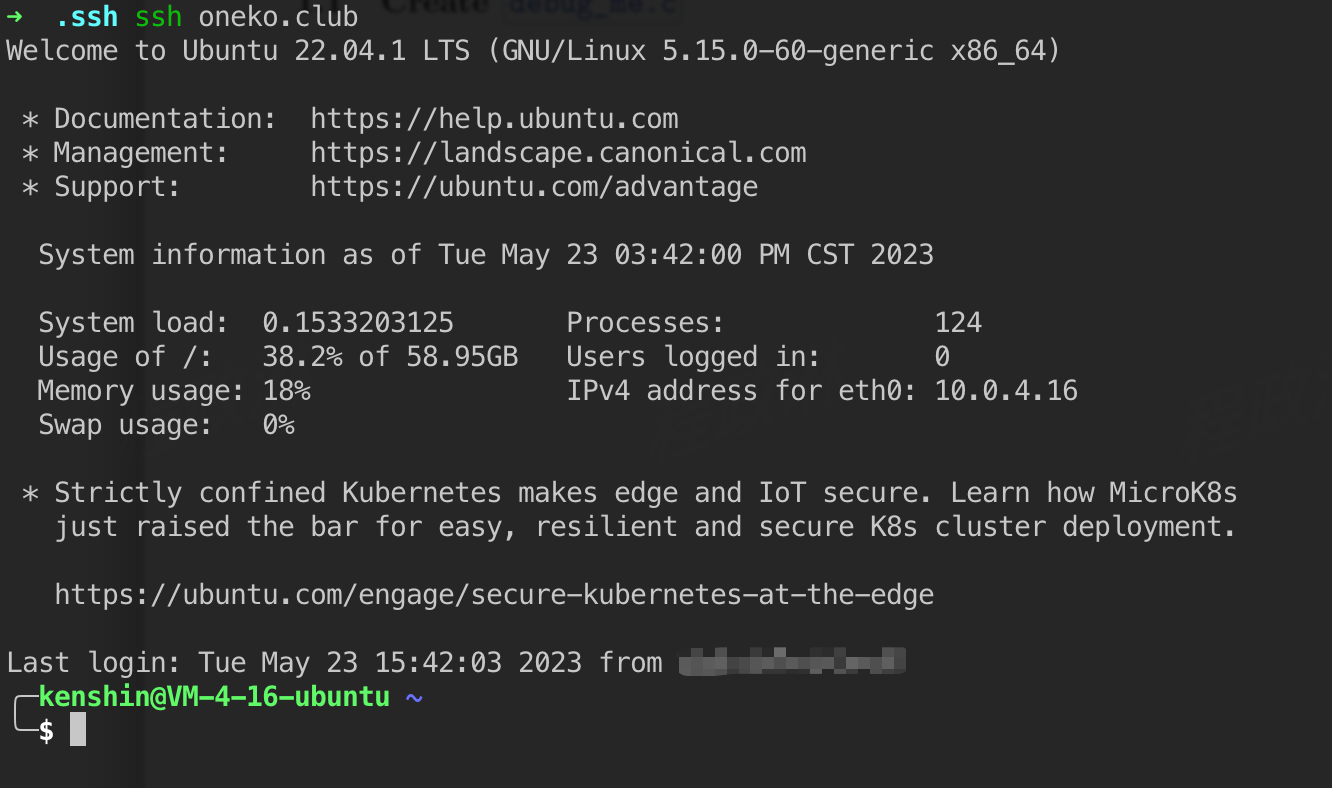 ➜  .ssh ssh oneko.club
Welcome to Ubuntu 22.04.1 LTS (GNU/Linux 5.15.0-60-generic x86_64)
* Documentation:  https://help.ubuntu.com
* Management:     https://landscape.canonical.com
* Support:        https://ubuntu.com/advantage
System information as of Tue May 23 03:42:00 PM CST 2023
System load:  0.1533203125       Processes:             124
Usage of /:   38.2% of 58.95GB   Users logged in:       0
Memory usage: 18%                IPv4 address for eth0: 10.0.4.16
Swap usage:   0%
* Strictly confined Kubernetes makes edge and IoT secure. Learn how MicroK8s
just raised the bar for easy, resilient and secure K8s cluster deployment.
https://ubuntu.com/engage/secure-kubernetes-at-the-edge
Last login: Tue May 23 15:42:03 2023 from
kenshin@VM-4-16-ubuntu ~
$
Create debug_me.c